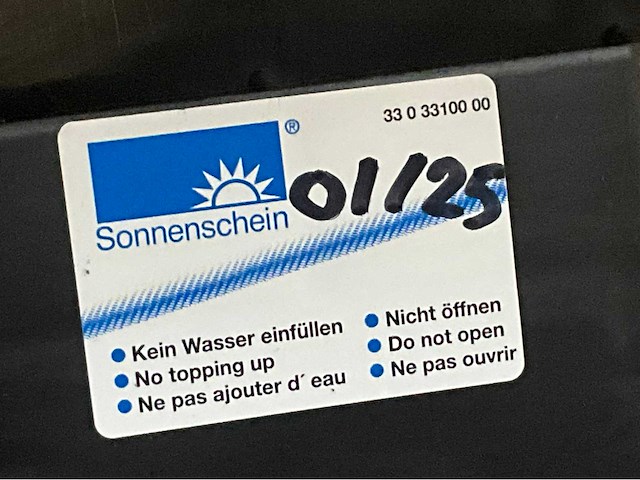 33 0 33100 00
®
01/25
Sonnenschein
• Kein Wasser einfüllen
• No topping up
• Ne pas ajouter d´ eau
• Nicht öffnen
• Do not open
• Ne pas ouvrir